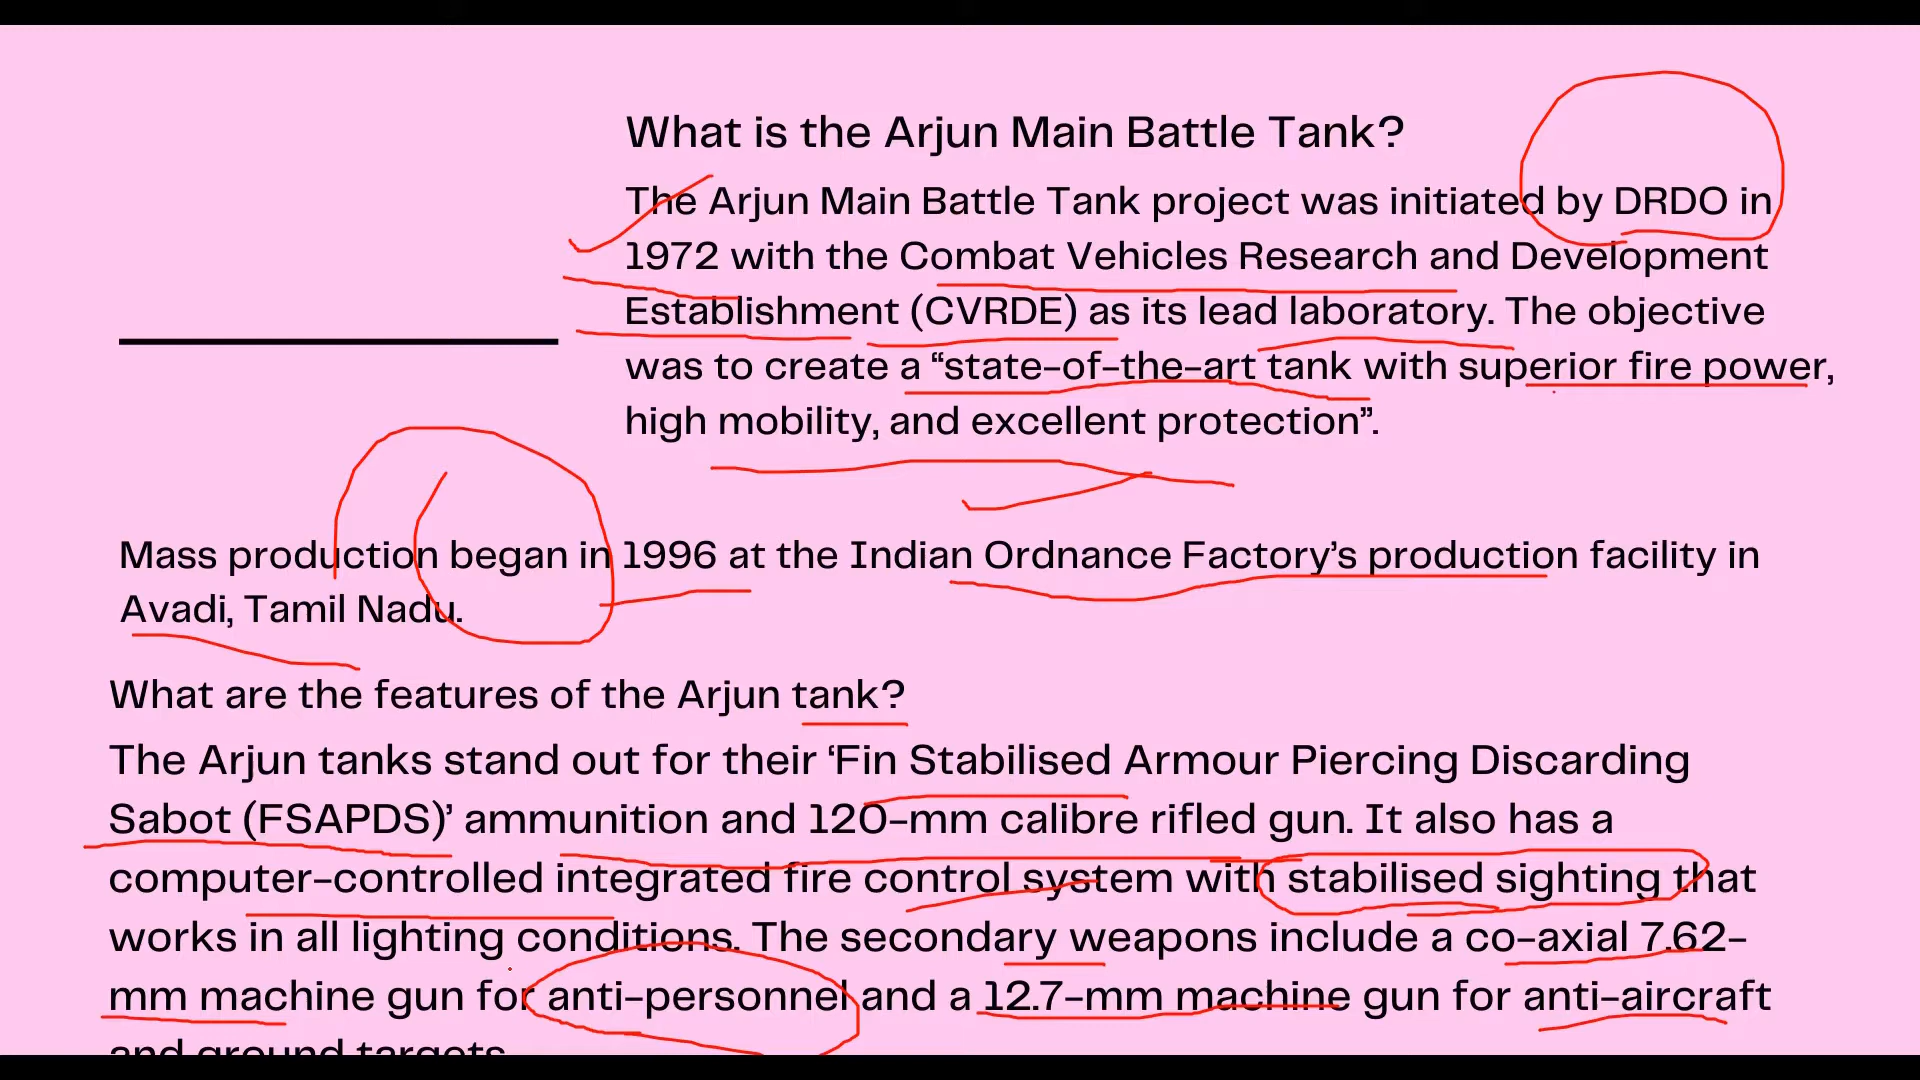 What is the Arjun Main Battle Tank?
The Arjun Main Battle Tank project was initiated by DRDO in
1972 with the Combat Vehicles Research and Development
Establishment (CVRDE) as its lead laboratory. The objective
was to create a “state-of-the-art tank with superior fire power,
high mobility, and excellent protection”.
Mass production began in 1996 at the Indian Ordnance Factory’s production facility in
Avadi, Tamil Nadu.
What are the features of the Arjun tank?
The Arjun tanks stand out for their ‘Fin Stabilised Armour Piercing Discarding
Sabot (FSAPDS)’ ammunition and 120-mm calibre rifled gun. It also has a
computer-controlled integrated fire control system with stabilised sighting that
works in all lighting conditions. The secondary weapons include a co-axial 7.62-
mm machine gun for anti-personnel and a 12.7-mm machine gun for anti-aircraft
and ground targets.